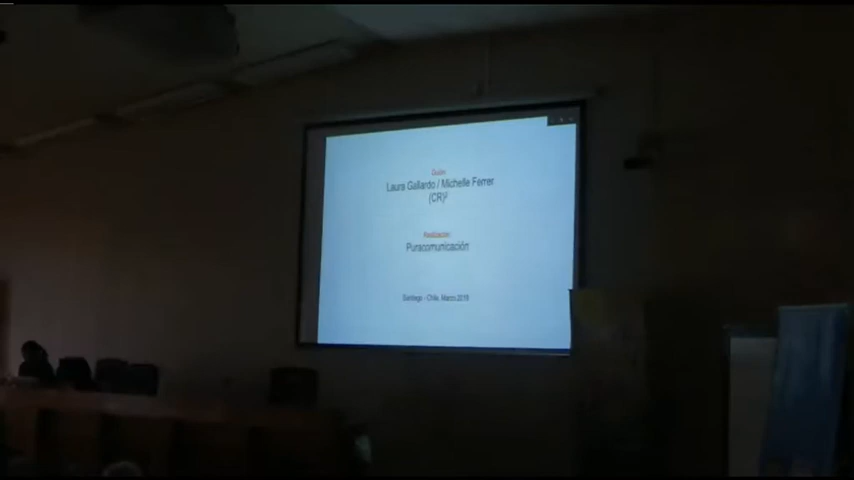 Guión
Laura Gallardo / Michelle Ferrer
(CR)²
Realización
Puracomunicación
Santiago - Chile, Marzo 2019